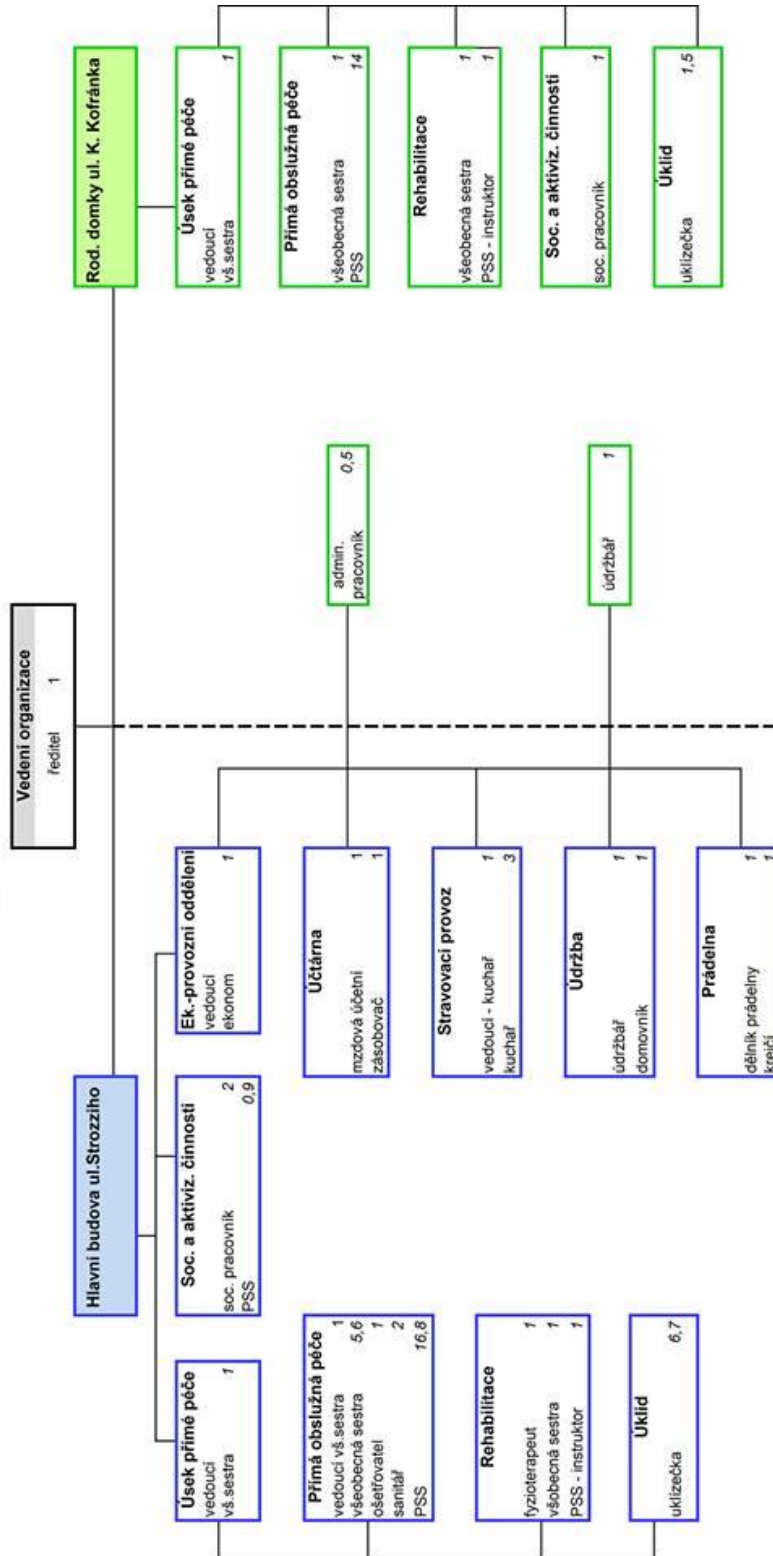 Vedení organizace
ředitel 1
Hlavní budova ul.Strozziho
Rod. domky ul. K. Kofránka
Úsek přímé péče
vedoucí
vš.sestra 1
Soc. a aktiviz. činnosti
soc. pracovník 2
PSS 0,9
Ek.-provozní oddělení
vedoucí
ekonom 1
Úsek přímé péče
vedoucí
vš.sestra 1
Přímá obslužná péče
vedoucí vš.sestra 1
všeobecná sestra 5,6
ošetřovatel 1
sanitář 2
PSS 16,8
Účtárna
mzdová účetní 1
zásobovač 1
admin.
pracovník 0,5
Přímá obslužná péče
všeobecná sestra 1
PSS 14
Rehabilitace
fyzioterapeut 1
všobecná sestra 1
PSS - instruktor 1
Stravovací provoz
vedoucí - kuchař 1
kuchař 3
Rehabilitace
všeobecná sestra 1
PSS - instruktor 1
Údržba
údržbář 1
domovník 1
údržbář 1
Soc. a aktiviz. činnosti
soc. pracovník 1
Úklid
uklízečka 6,7
Prádelna
dělník prádelny 1
krejčí 1
Úklid
uklízečka 1,5